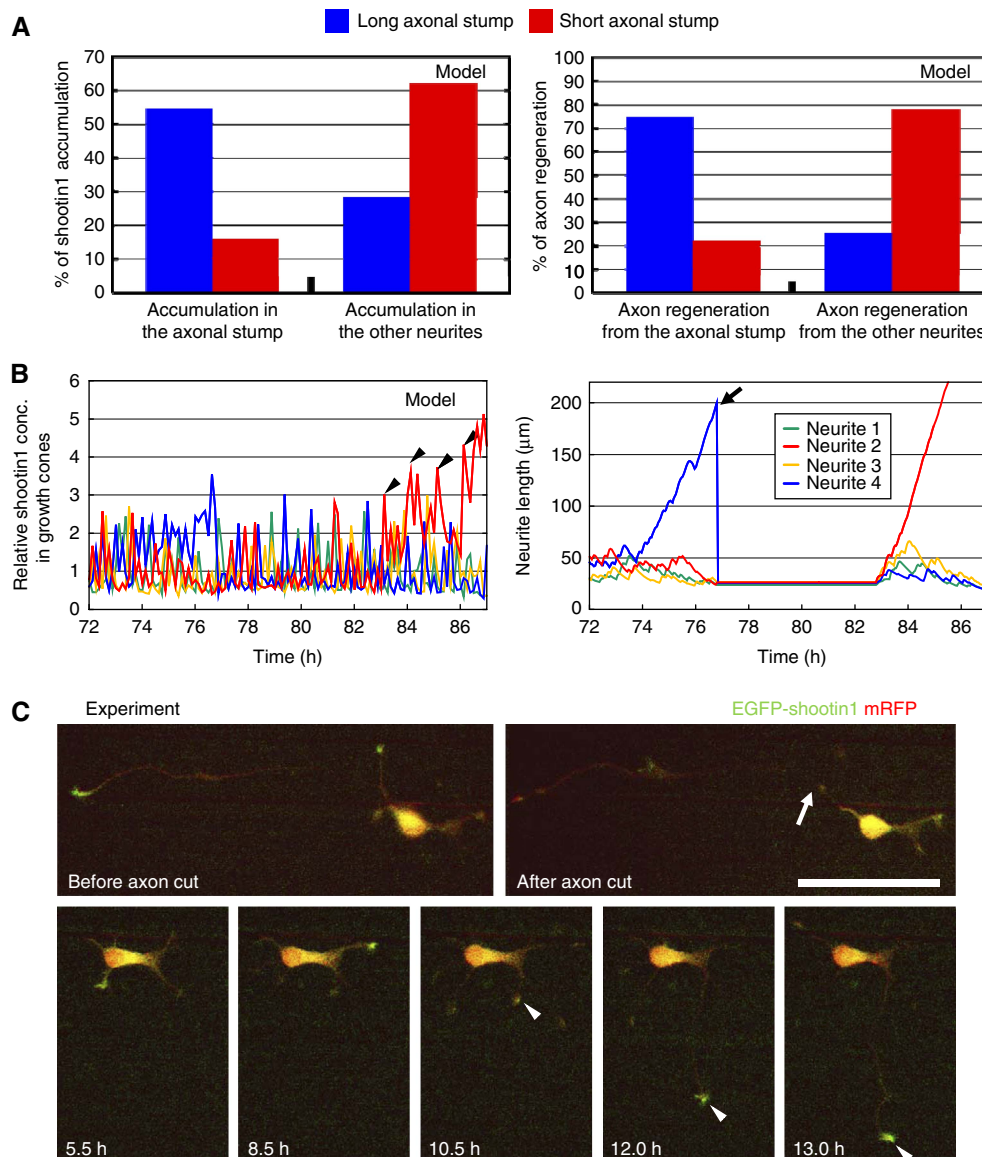 A
Long axonal stump
Short axonal stump
% of shootin1 accumulation
70
60
50
40
30
20
10
0
Model
Accumulation in
the axonal stump
Accumulation in
the other neurites
% of axon regeneration
100
90
80
70
60
50
40
30
20
10
0
Model
Axon regeneration
from the axonal stump
Axon regeneration
from the other neurites
B
Relative shootin1 conc.
in growth cones
6
5
4
3
2
1
0
Model
72 74 76 78 80 82 84 86
Time (h)
Neurite length (μm)
200
150
100
50
0
Neurite 1
Neurite 2
Neurite 3
Neurite 4
72 74 76 78 80 82 84 86
Time (h)
C
Experiment
EGFP-shootin1 mRFP
Before axon cut
After axon cut
5.5 h
8.5 h
10.5 h
12.0 h
13.0 h